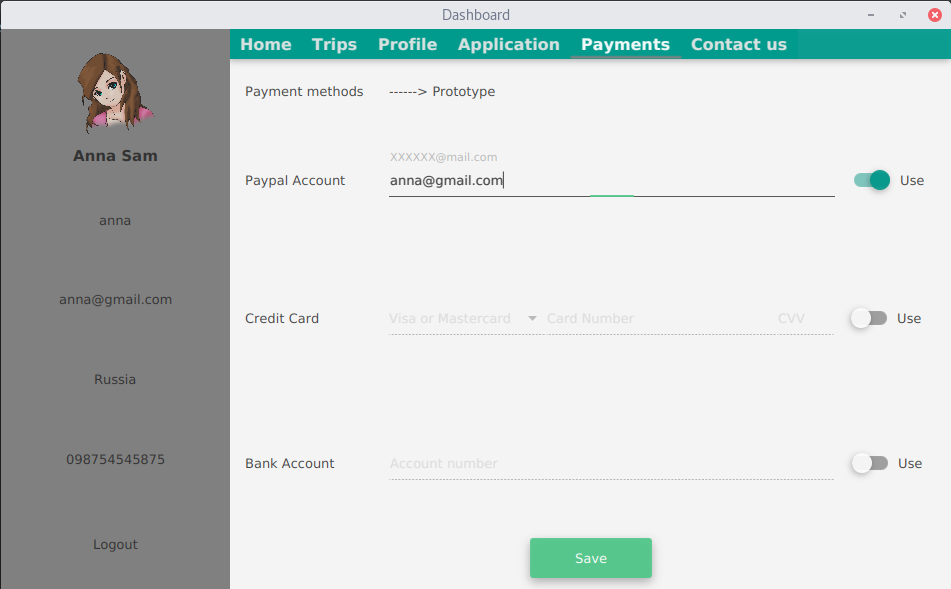 Dashboard
Home Trips Profile Application Payments Contact us
Anna Sam
anna
anna@gmail.com
Russia
098754545875
Logout
Payment methods ------> Prototype
XXXXXX@mail.com
Paypal Account anna@gmail.com Use
Credit Card Visa or Mastercard Card Number CVV Use
Bank Account Account number Use
Save